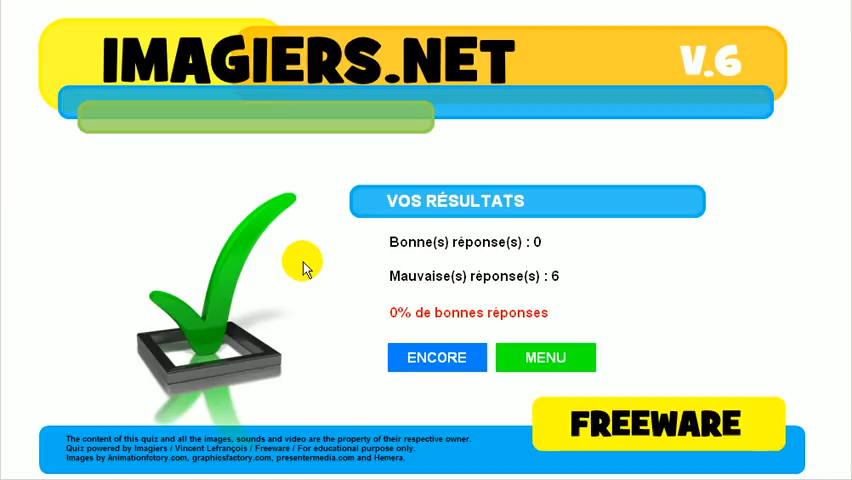 IMAGIERS.NET
V.6
VOS RÉSULTATS
Bonne(s) réponse(s) : 0
Mauvaise(s) réponse(s) : 6
0% de bonnes réponses
ENCORE
MENU
FREEWARE
The content of this quiz and all the images, sounds and video are the property of their respective owner.
Quiz powered by Imagiers / Vincent Lefrançois / Freeware / For educational purpose only.
Images by Animationfctory.com, graphicsfactory.com, presentermedia.com and Hemera.